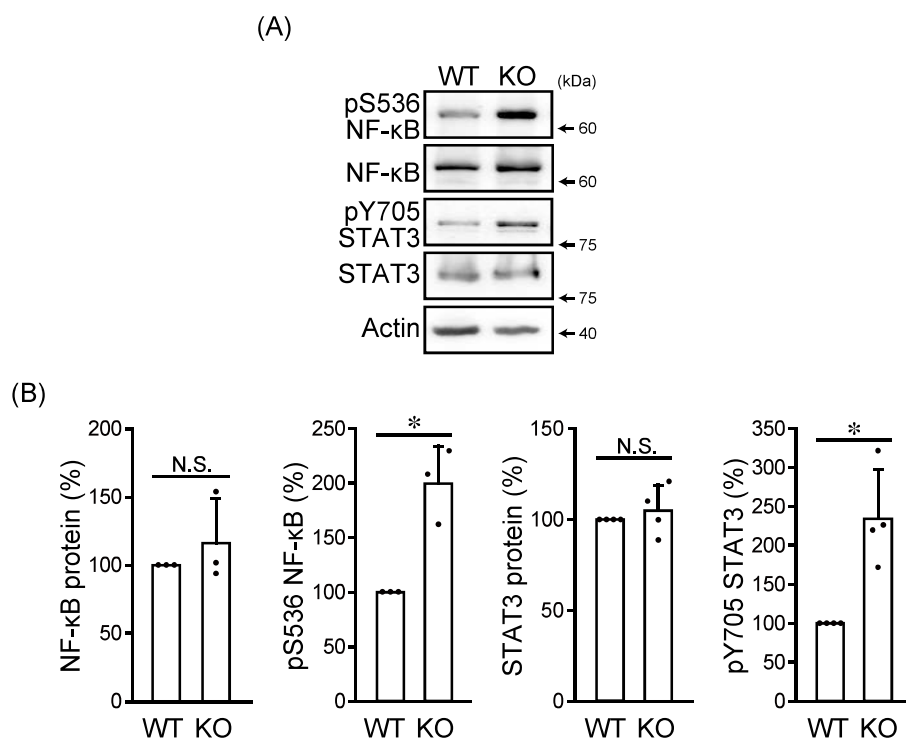 (A)
WT KO (kDa)
pS536
NF-κB
← 60
NF-κB
← 60
pY705
STAT3
← 75
STAT3
← 75
Actin
← 40
(B)
NF-κB protein (%)
200
150
100
50
0
N.S.
WT KO
pS536 NF-κB (%)
250
200
150
100
50
0
*
WT KO
STAT3 protein (%)
150
100
50
0
N.S.
WT KO
pY705 STAT3 (%)
350
300
250
200
150
100
50
0
*
WT KO